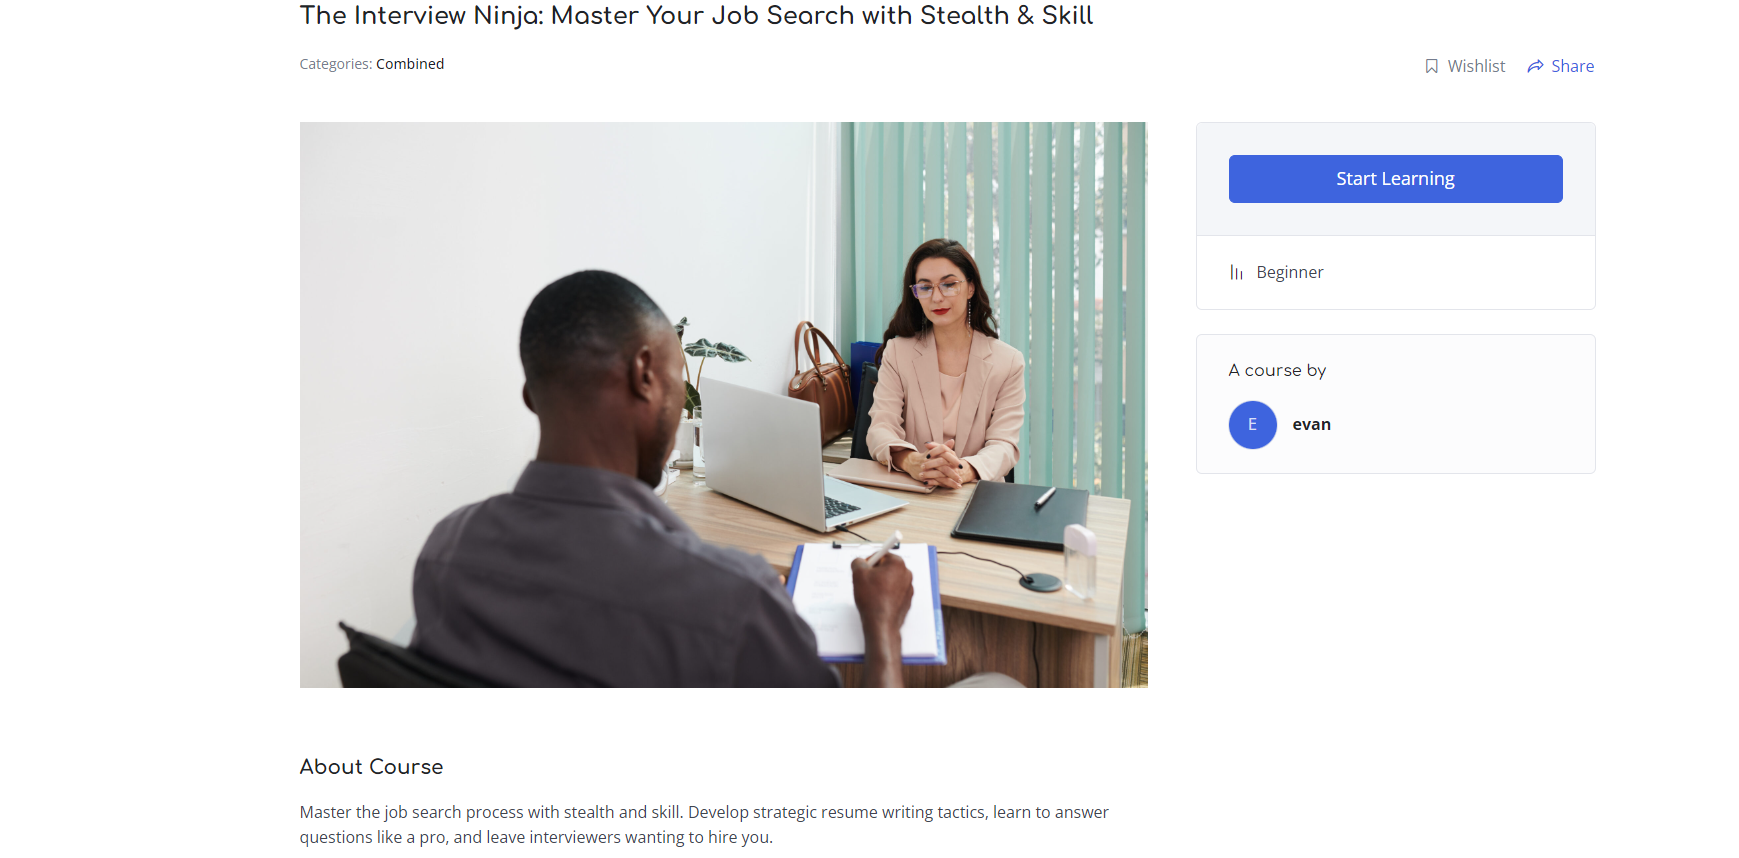 The Interview Ninja: Master Your Job Search with Stealth & Skill
Categories: Combined
Wishlist
Share
Start Learning
Beginner
A course by
E
evan
About Course
Master the job search process with stealth and skill. Develop strategic resume writing tactics, learn to answer
questions like a pro, and leave interviewers wanting to hire you.